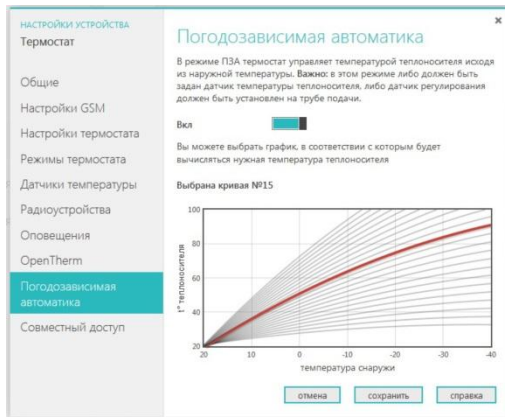 НАСТРОЙКИ УСТРОЙСТВА
Термостат
Общие
Настройки GSM
Настройки термостата
Режимы термостата
Датчики температуры
Радиоустройства
Оповещения
OpenTherm
Погодозависимая
автоматика
Совместный доступ
×
Погодозависимая автоматика
В режиме ПЗА термостат управляет температурой теплоносителя исходя
из наружной температуры. Важно: в этом режиме либо должен быть
задан датчик температуры теплоносителя, либо датчик регулирования
должен быть установлен на трубе подачи.
Вкл
Вы можете выбрать график, в соответствии с которым будет
вычисляться нужная температура теплоносителя
Выбрана кривая №15
t° теплоносителя
100
80
60
40
20
20 10 0 -10 -20 -30 -40
температура снаружи
отмена сохранить справка